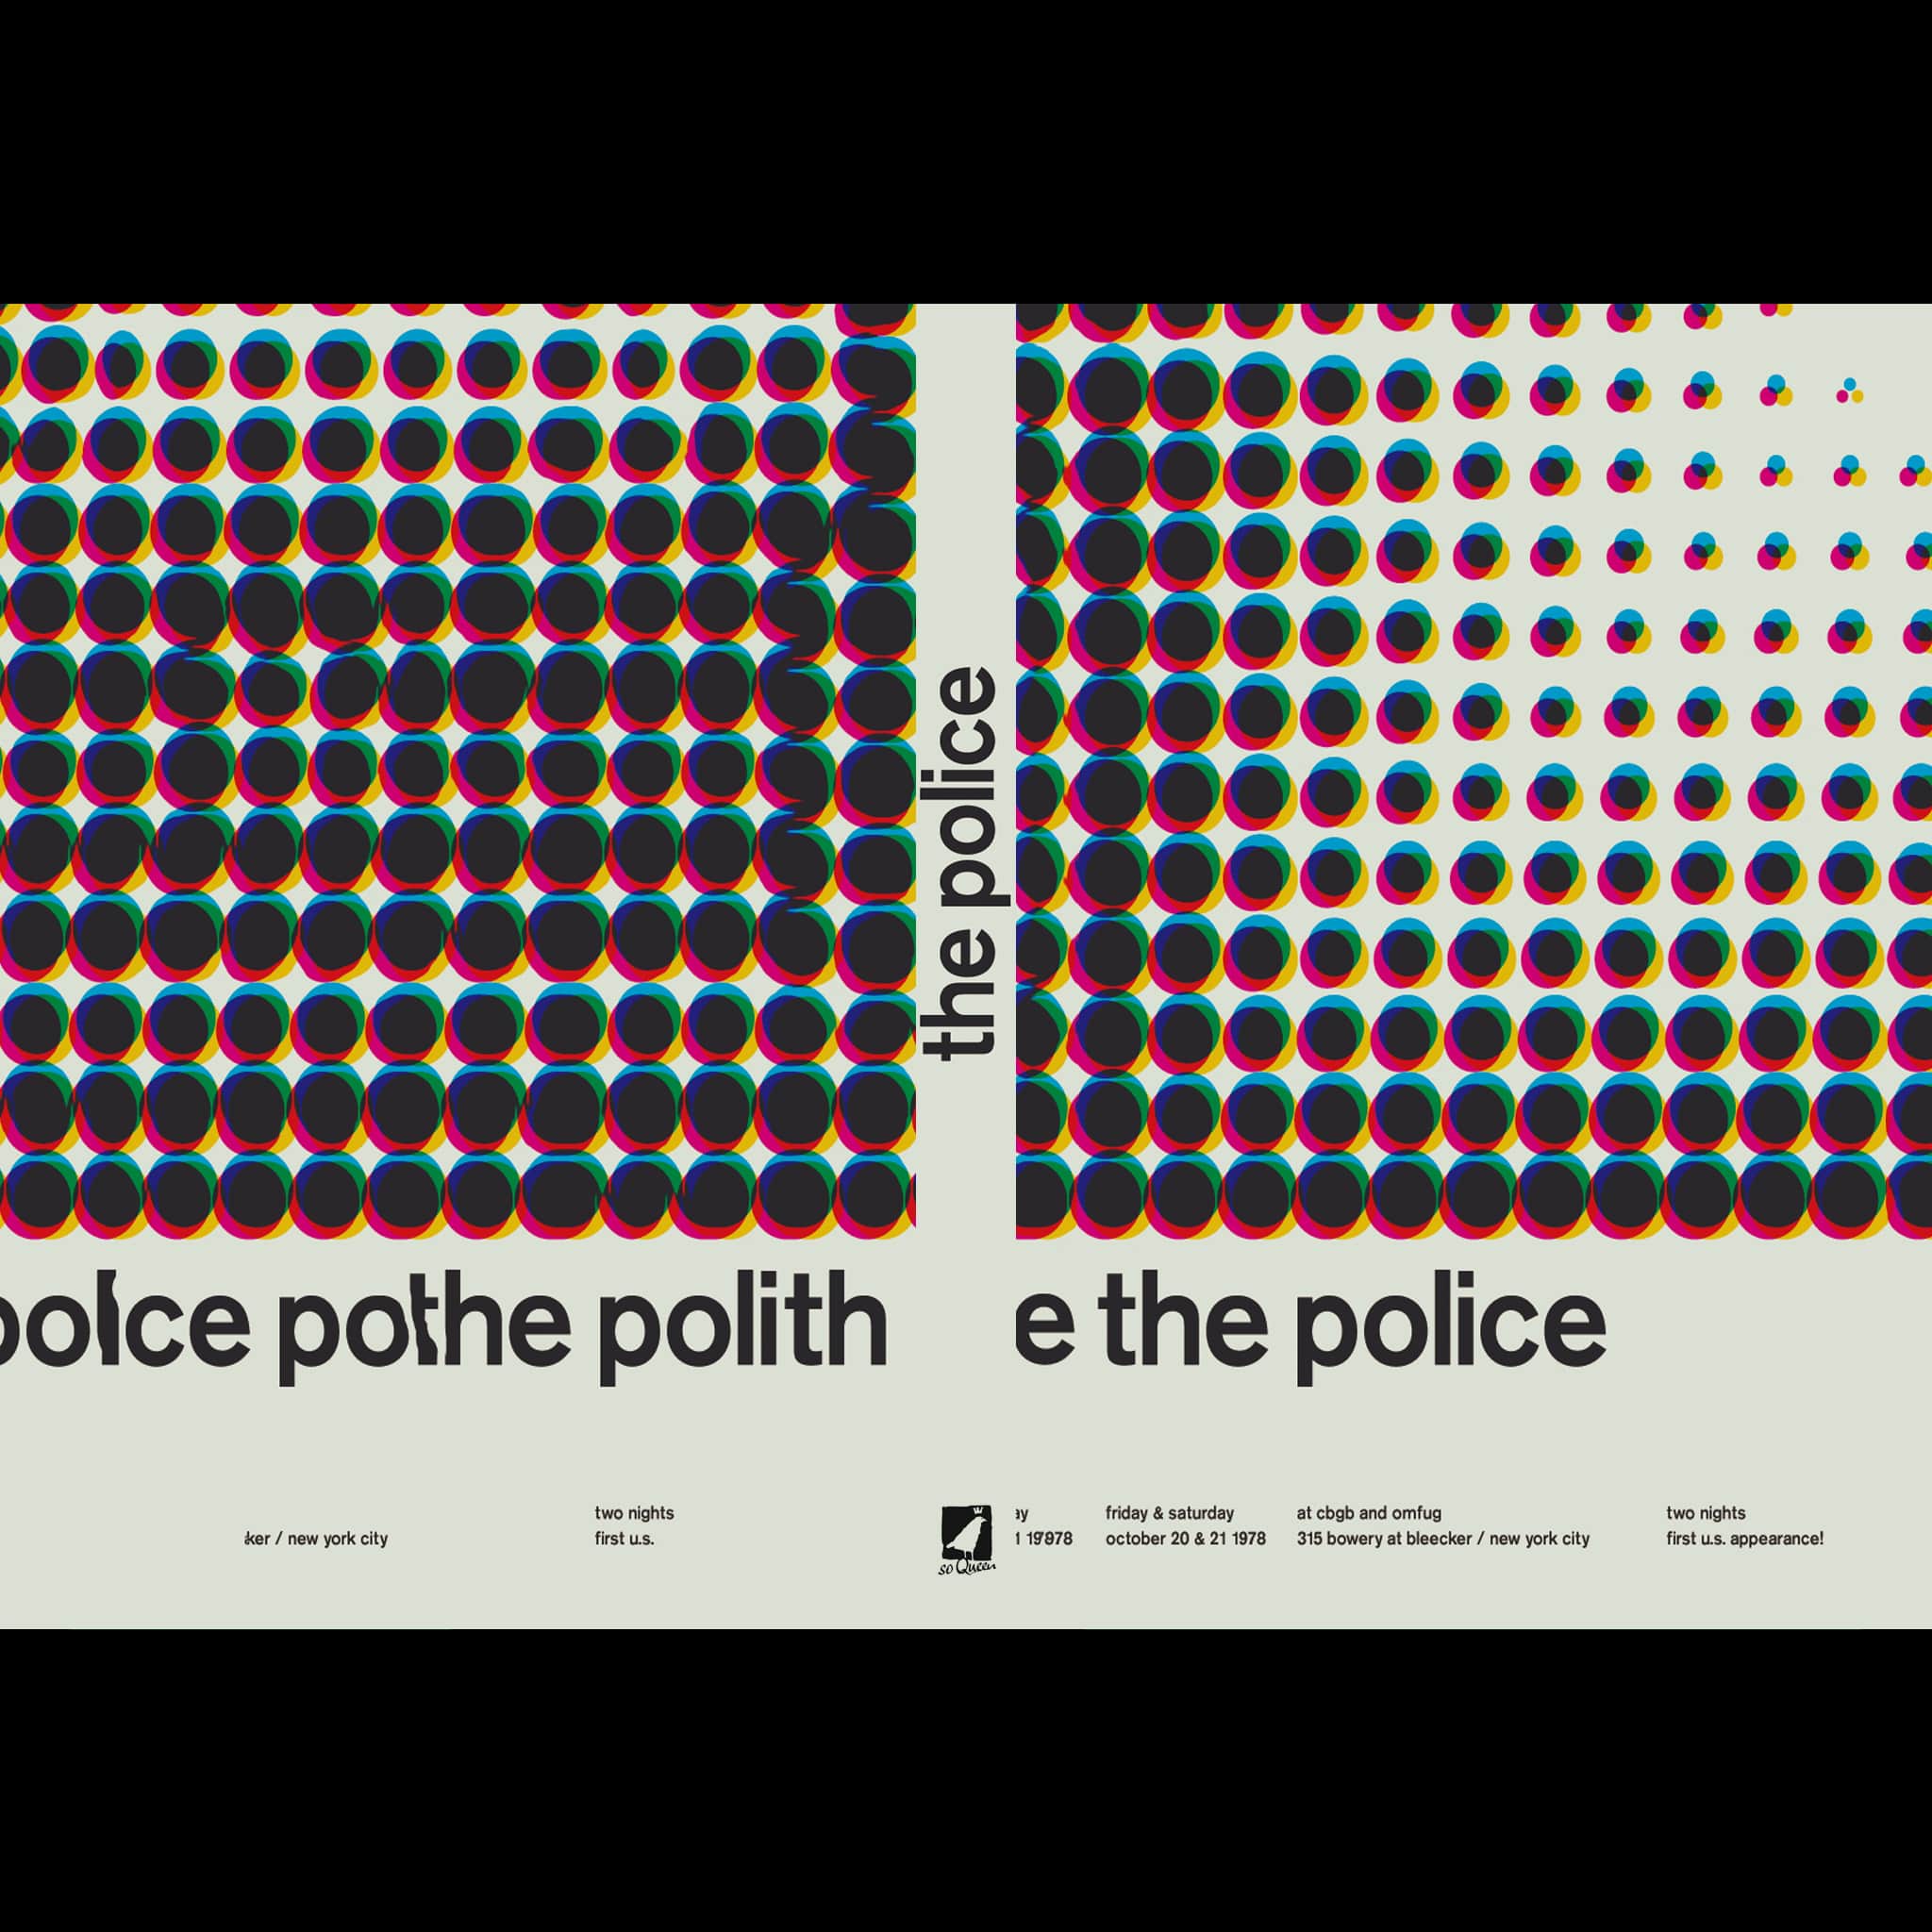 the police
polce pothe polith
e the police
two nights
ker / new york city
first u.s.
so Queen
ay
friday & saturday
at cbgb and omfug
two nights
october 20 & 21 1978
315 bowery at bleecker / new york city
first u.s. appearance!